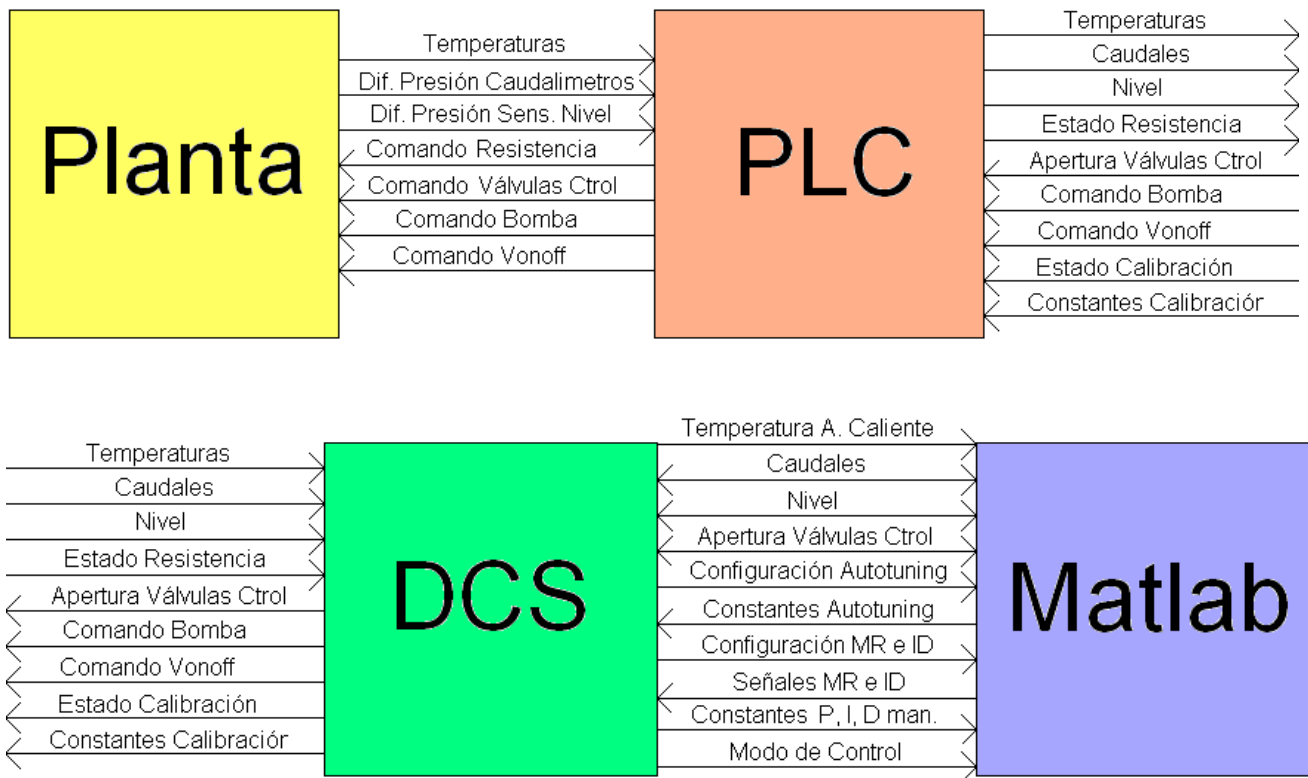 Planta
Temperaturas
Dif. Presión Caudalimetros
Dif. Presión Sens. Nivel
Comando Resistencia
Comando Válvulas Ctrol
Comando Bomba
Comando Vonoff
PLC
Temperaturas
Caudales
Nivel
Estado Resistencia
Apertura Válvulas Ctrol
Comando Bomba
Comando Vonoff
Estado Calibración
Constantes Calibraciór
Temperaturas
Caudales
Nivel
Estado Resistencia
Apertura Válvulas Ctrol
Comando Bomba
Comando Vonoff
Estado Calibración
Constantes Calibraciór
DCS
Temperatura A. Caliente
Caudales
Nivel
Apertura Válvulas Ctrol
Configuración Autotuning
Constantes Autotuning
Configuración MR e ID
Señales MR e ID
Constantes P, I, D man.
Modo de Control
Matlab